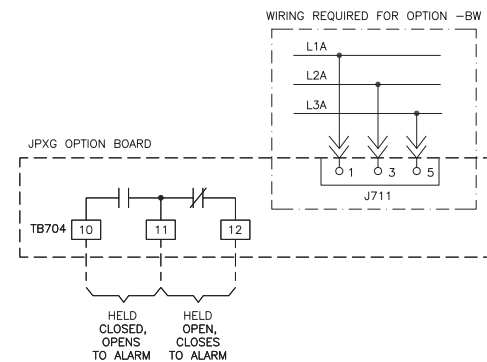 WIRING REQUIRED FOR OPTION -BW
L1A
L2A
L3A
JPXG OPTION BOARD
1 3 5
J711
TB704 10 11 12
HELD CLOSED, OPENS TO ALARM
HELD OPEN, CLOSES TO ALARM